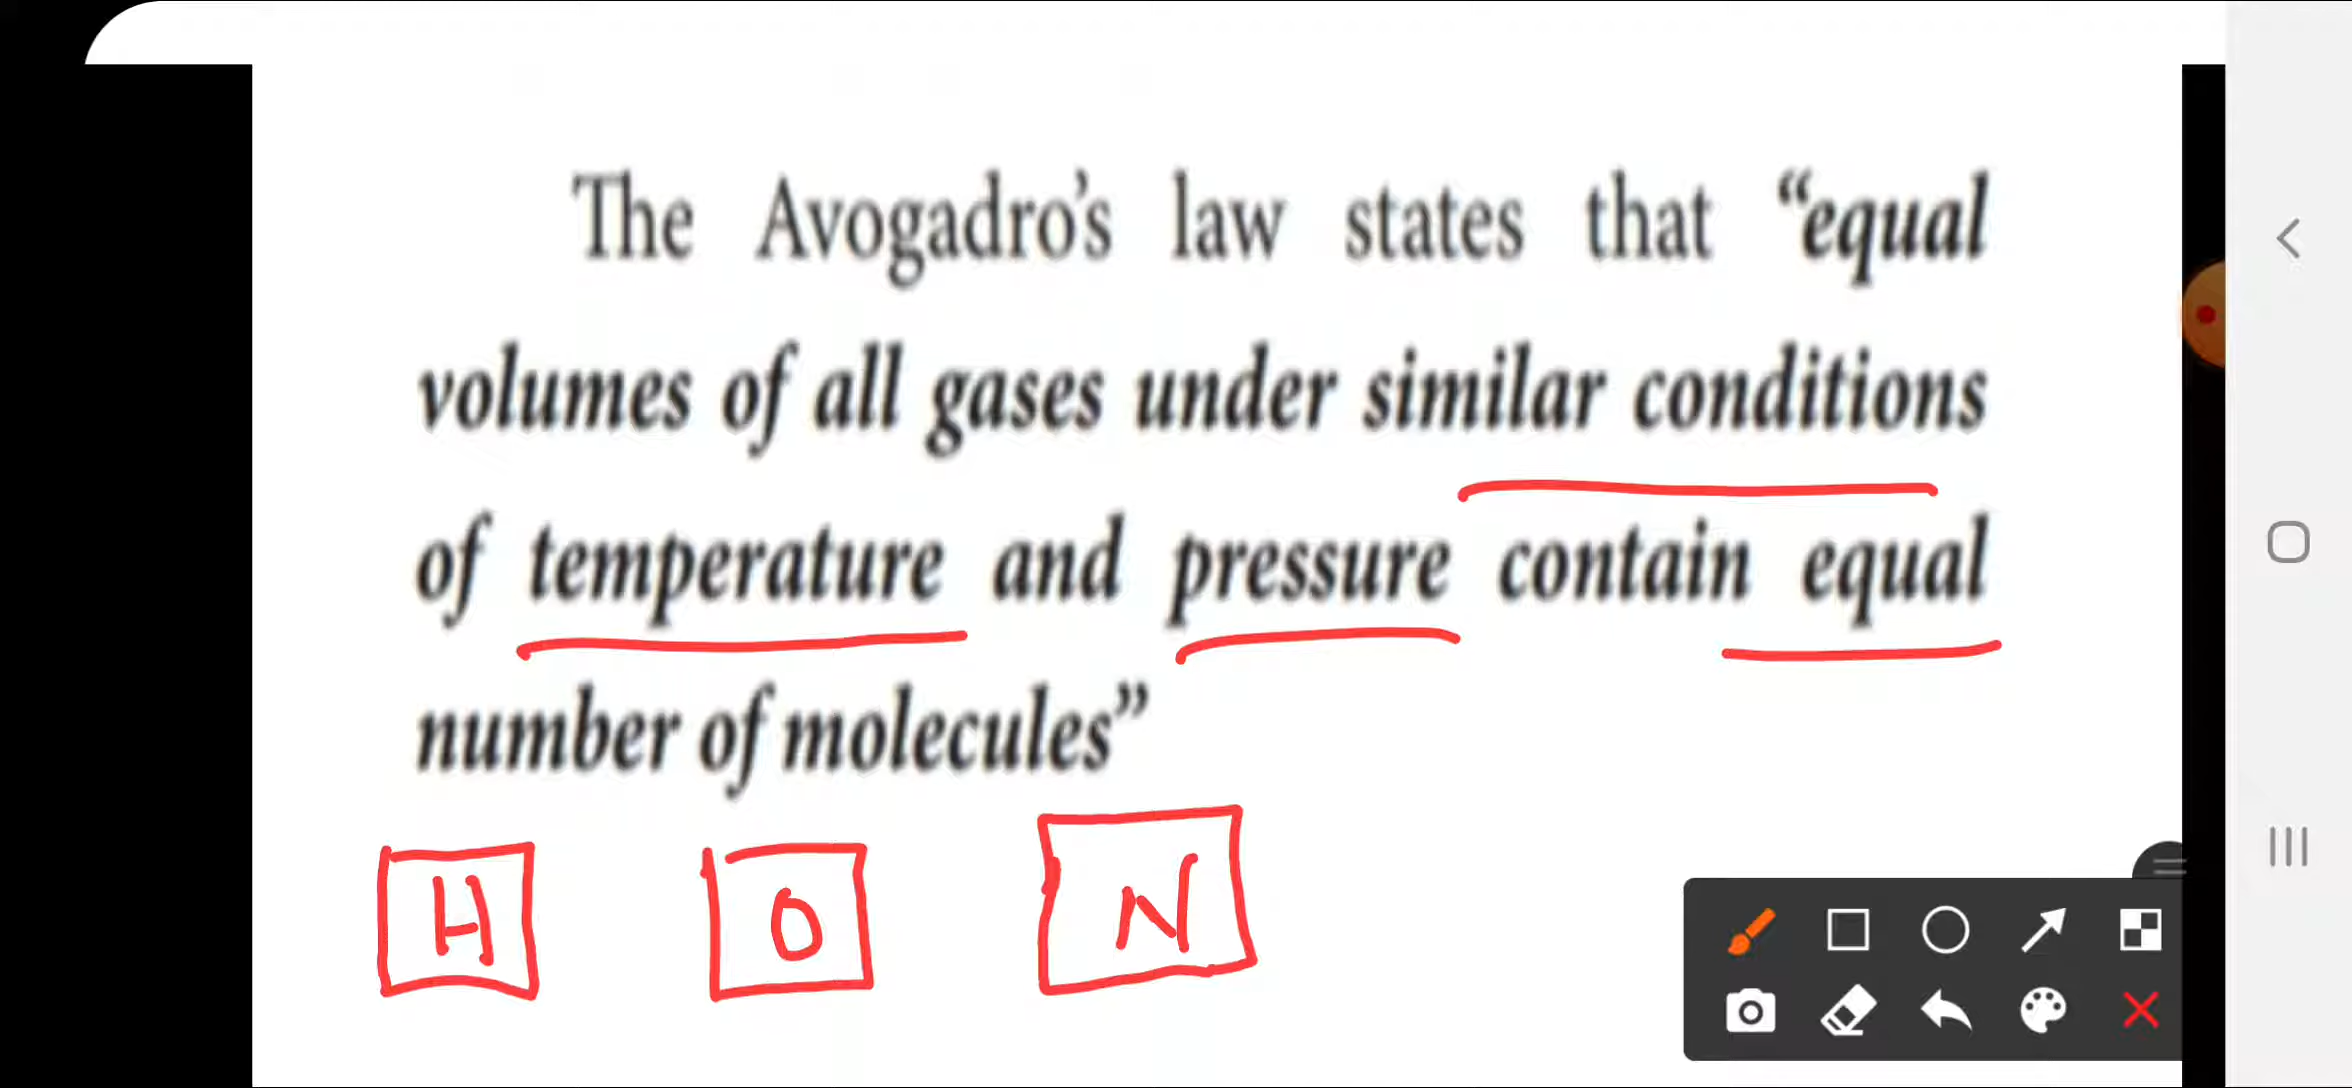 The Avogadro's law states that “equal
volumes of all gases under similar conditions
of temperature and pressure contain equal
number of molecules”
H O N